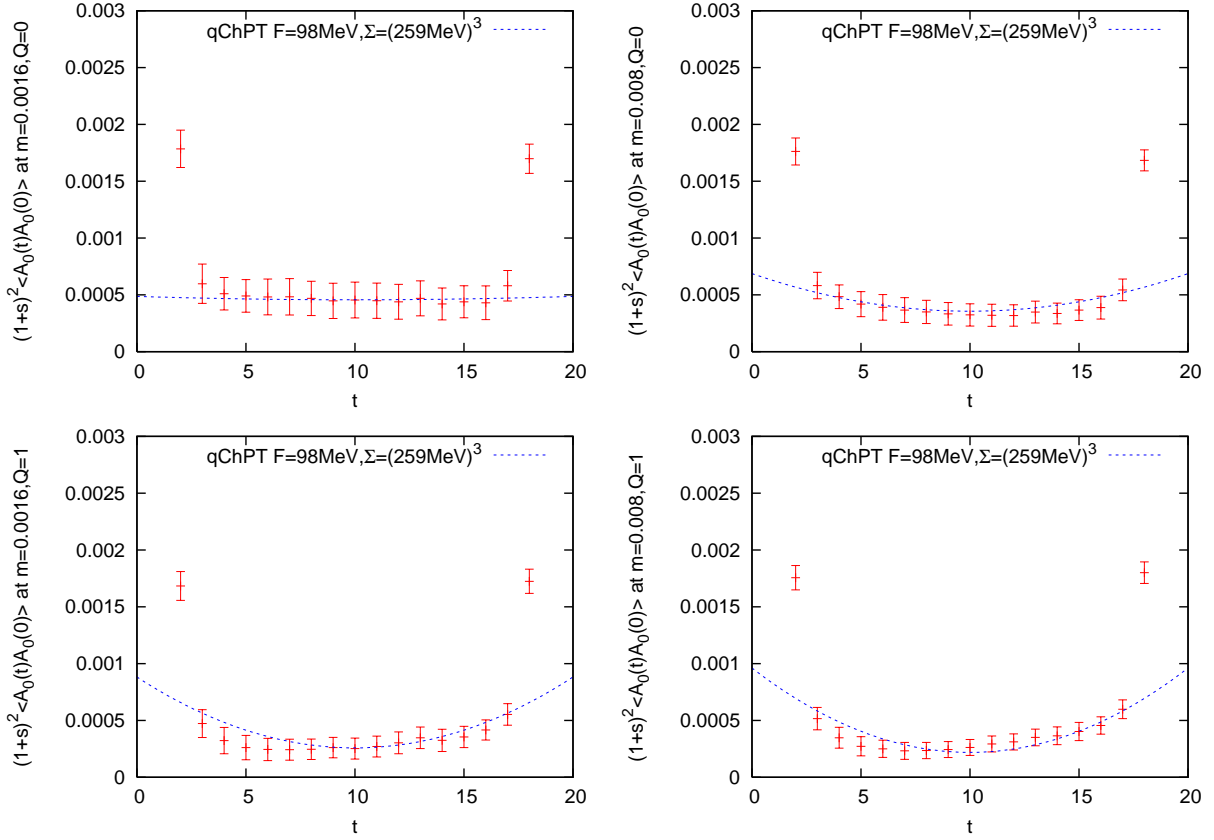 (1+s)^2<A_0(t)A_0(0)> at m=0.0016,Q=0
qChPT F=98MeV,Σ=(259MeV)^3
0.003
0.0025
0.002
0.0015
0.001
0.0005
0
0 5 10 15 20
t
(1+s)^2<A_0(t)A_0(0)> at m=0.008,Q=0
qChPT F=98MeV,Σ=(259MeV)^3
0.003
0.0025
0.002
0.0015
0.001
0.0005
0
0 5 10 15 20
t
(1+s)^2<A_0(t)A_0(0)> at m=0.0016,Q=1
qChPT F=98MeV,Σ=(259MeV)^3
0.003
0.0025
0.002
0.0015
0.001
0.0005
0
0 5 10 15 20
t
(1+s)^2<A_0(t)A_0(0)> at m=0.008,Q=1
qChPT F=98MeV,Σ=(259MeV)^3
0.003
0.0025
0.002
0.0015
0.001
0.0005
0
0 5 10 15 20
t